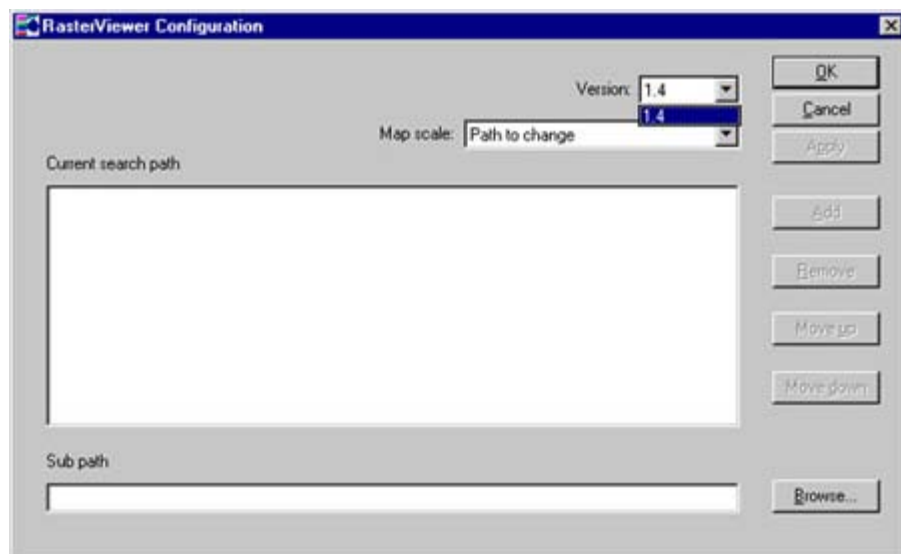 RasterViewer Configuration
Version: 1.4
1.4
Map scale: Path to change
OK
Cancel
Apply
Current search path
Add
Remove
Move up
Move down
Sub path
Browse...